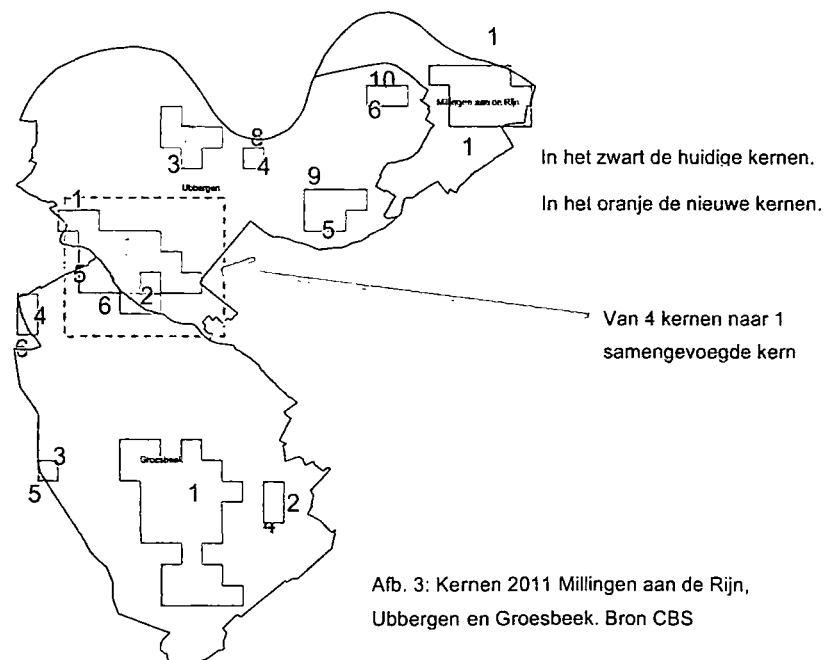 1
10
6
Millingen aan de Rijn
1
8
3
4
In het zwart de huidige kernen.
Ubbergen
9
In het oranje de nieuwe kernen.
1
5
5
2
6
4
Van 4 kernen naar 1
samengevoegde kern
Groesbeek
3
5
1
2
4
Afb. 3: Kernen 2011 Millingen aan de Rijn,
Ubbergen en Groesbeek. Bron CBS